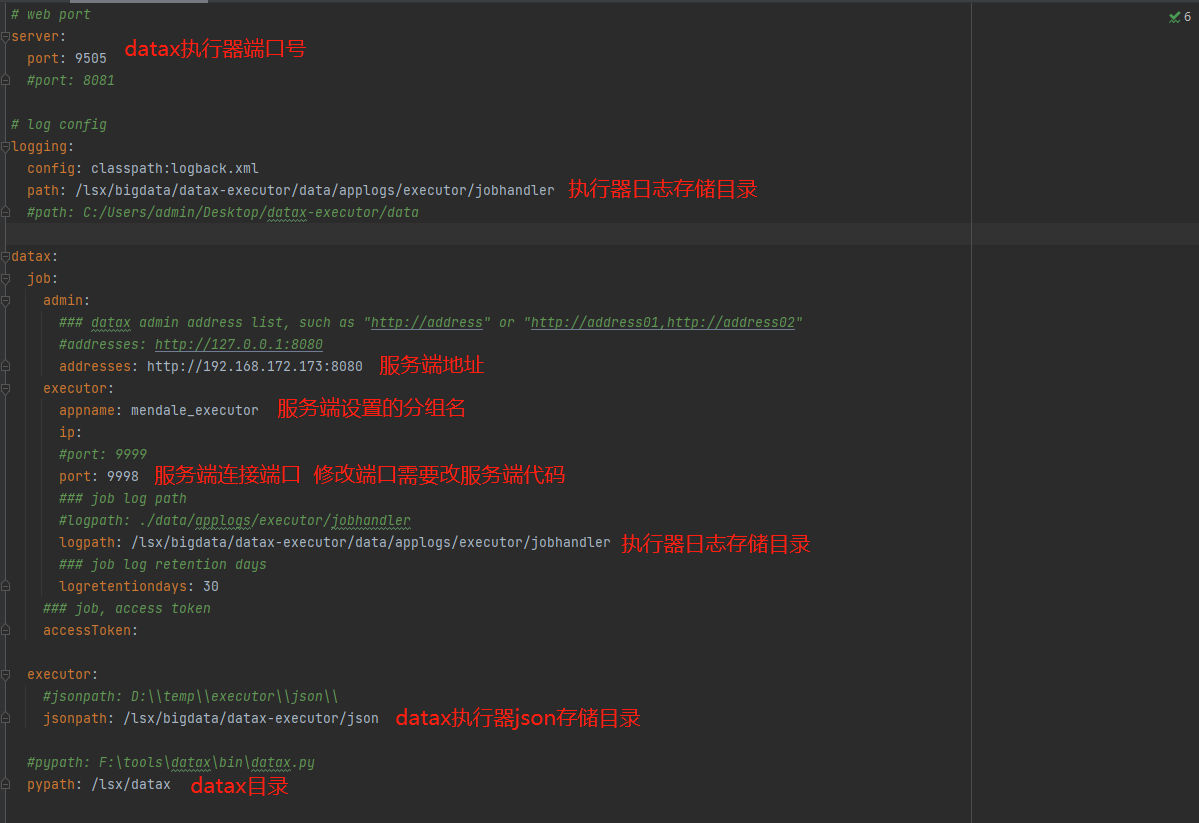 # web port
6
server:
datax执行器端口号
port: 9505
#port: 8081
# log config
logging:
config: classpath:logback.xml
path: /lsx/bigdata/datax-executor/data/applogs/executor/jobhandler 执行器日志存储目录
#path: C:/Users/admin/Desktop/datax-executor/data
datax:
job:
admin:
### datax admin address list, such as "http://address" or "http://address01,http://address02"
#addresses: http://127.0.0.1:8080
addresses: http://192.168.172.173:8080 服务端地址
executor:
appname: mendale_executor 服务端设置的分组名
ip:
#port: 9999
port: 9998 服务端连接端口 修改端口需要改服务端代码
### job log path
#logpath: ./data/applogs/executor/jobhandler
logpath: /lsx/bigdata/datax-executor/data/applogs/executor/jobhandler 执行器日志存储目录
### job log retention days
logretentiondays: 30
### job, access token
accessToken:
executor:
#jsonpath: D:\\temp\\executor\\json\\
jsonpath: /lsx/bigdata/datax-executor/json datax执行器json存储目录
#pypath: F:\tools\datax\bin\datax.py
pypath: /lsx/datax datax目录